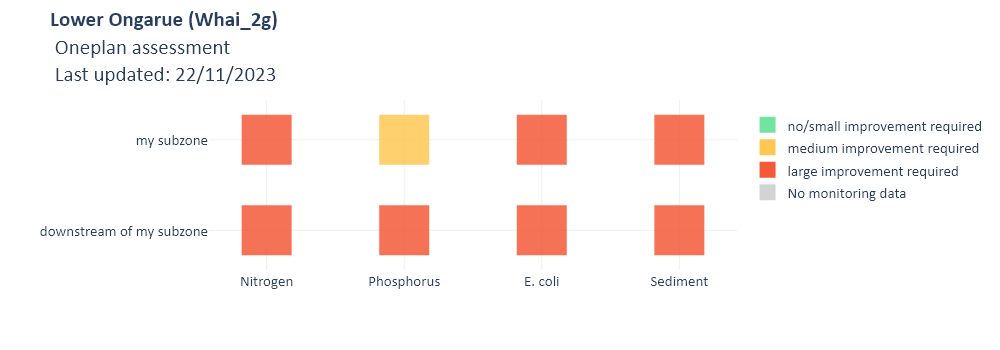 Lower Ongarue (Whai_2g)
Oneplan assessment
Last updated: 22/11/2023
my subzone
downstream of my subzone
Nitrogen
Phosphorus
E. coli
Sediment
no/small improvement required
medium improvement required
large improvement required
No monitoring data